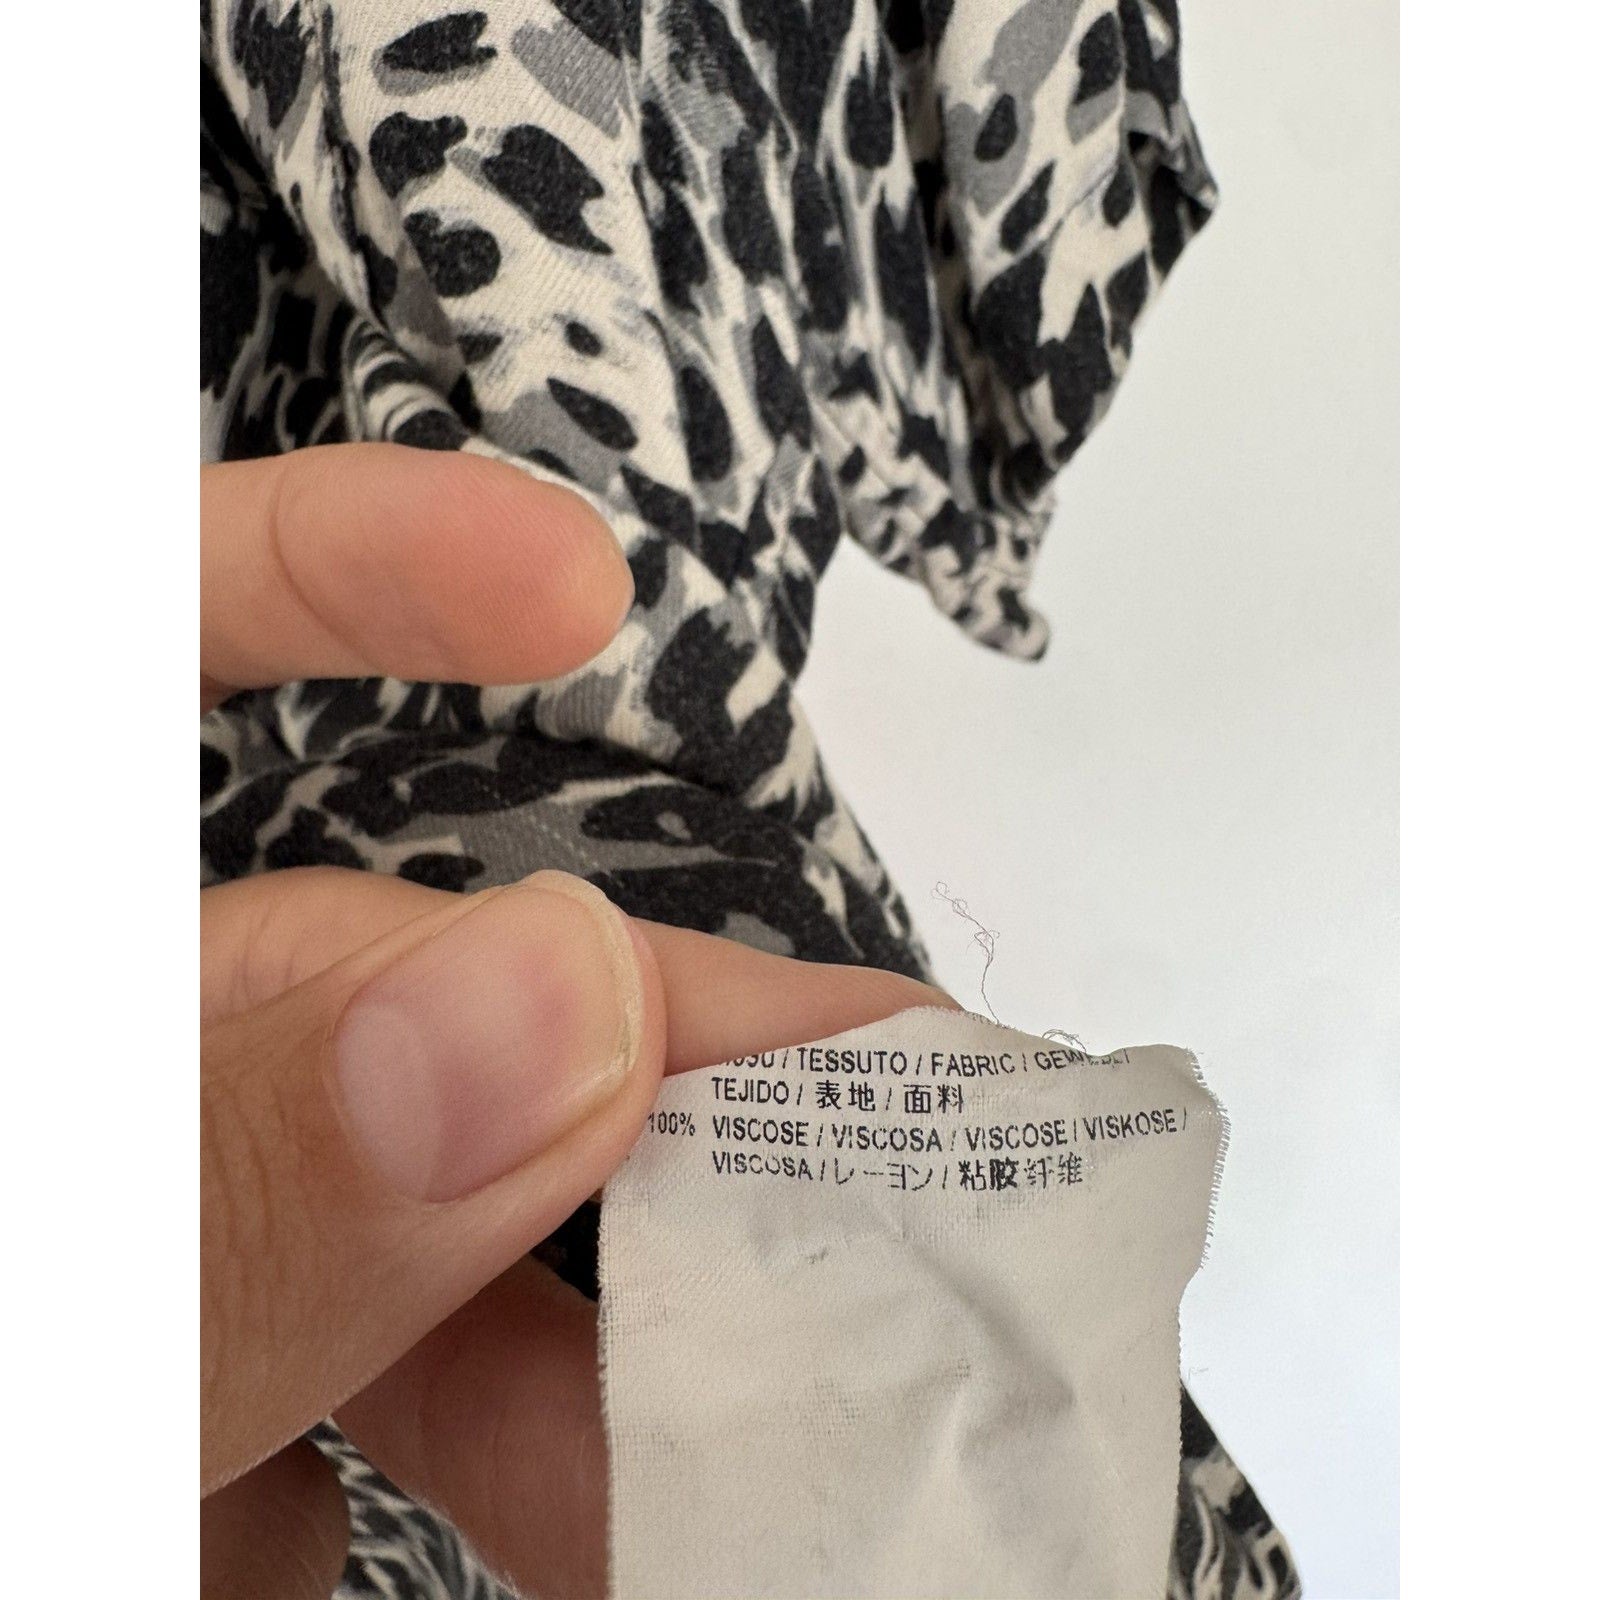 / TESSUTO / FABRIC /
TEJIDO / 表地 / 面料
100% VISCOSE / VISCOSA / VISCOSE / VISKOSE /
VISCOSA / レーヨン / 粘胶纤维